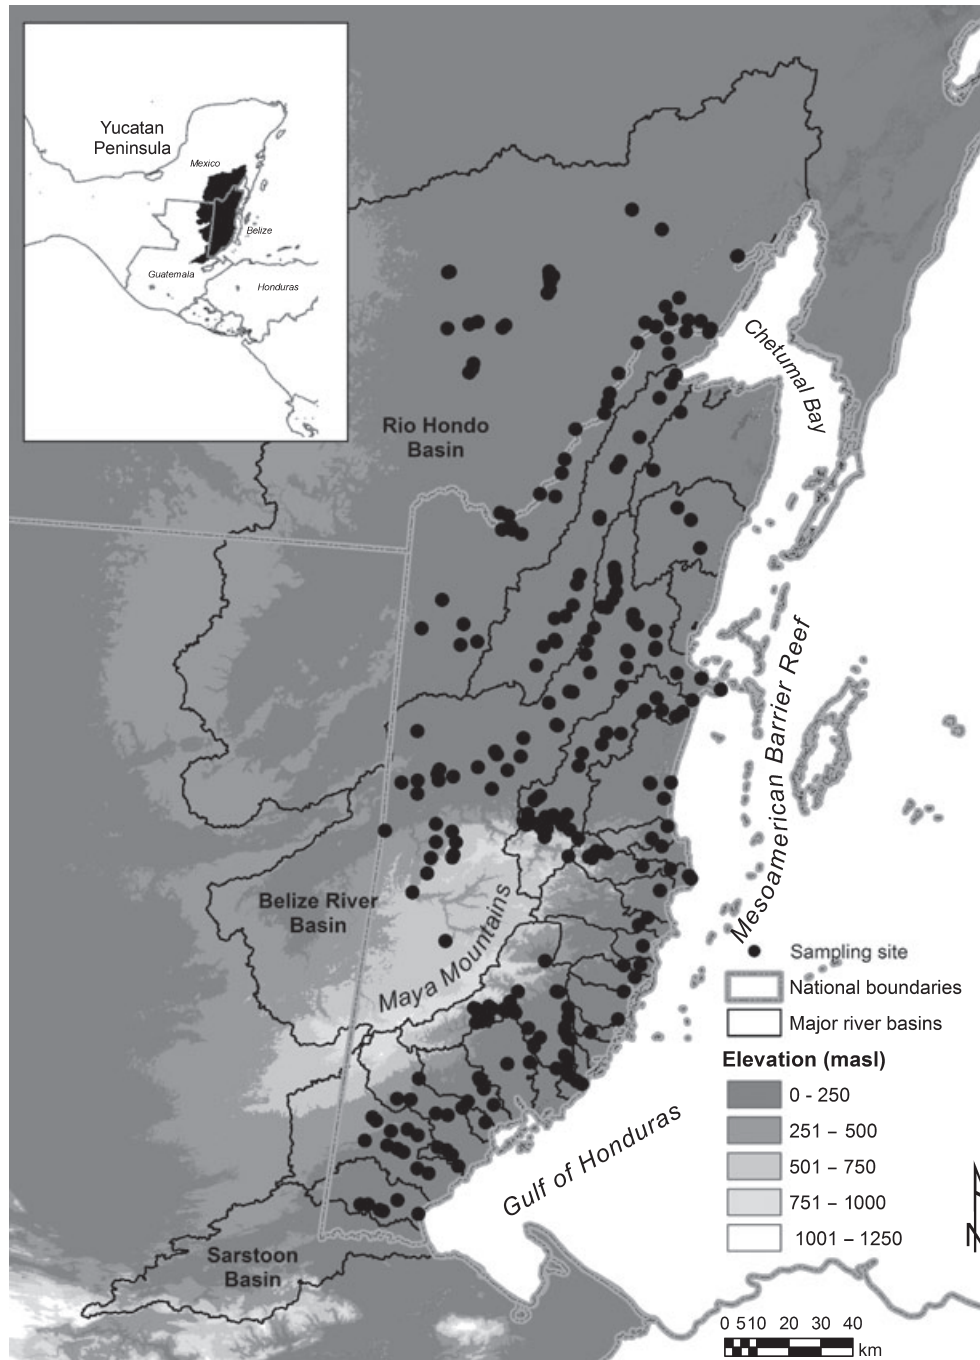 Yucatan
Peninsula
Mexico
Belize
Guatemala
Honduras
Rio Hondo
Basin
Chetumal Bay
Mesoamerican Barrier Reef
Belize River
Basin
Maya Mountains
Sampling site
National boundaries
Major river basins
Elevation (masl)
0 - 250
251 – 500
501 – 750
751 – 1000
1001 – 1250
Gulf of Honduras
Sarstoon
Basin
N
0 510 20 30 40
km